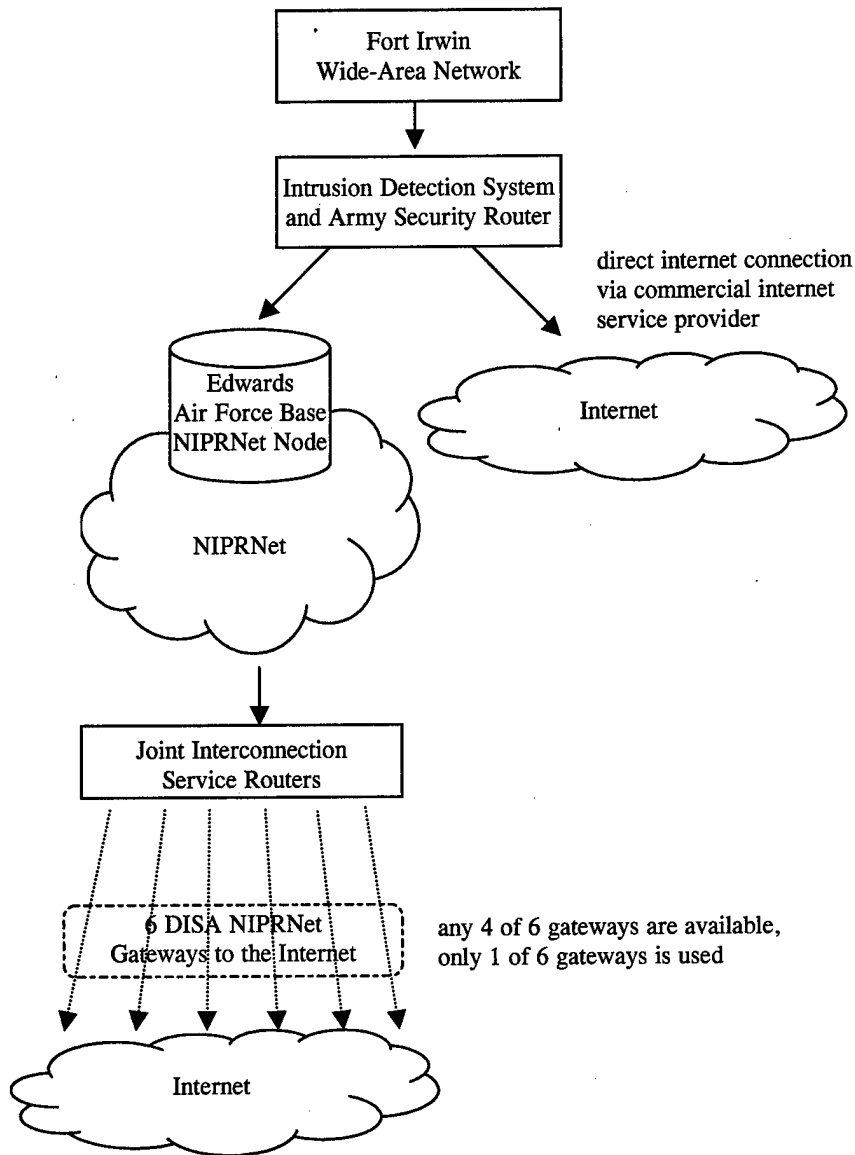 Fort Irwin
Wide-Area Network
Intrusion Detection System
and Army Security Router
direct internet connection
via commercial internet
service provider
Edwards
Air Force Base
NIPRNet Node
Internet
NIPRNet
Joint Interconnection
Service Routers
6 DISA NIPRNet
Gateways to the Internet
any 4 of 6 gateways are available,
only 1 of 6 gateways is used
Internet